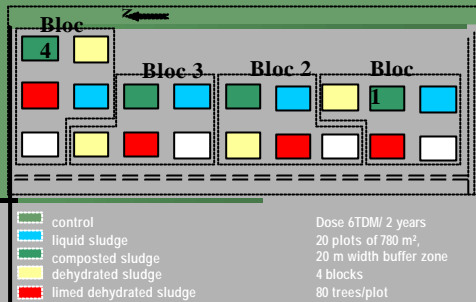 N
Bloc
4
Bloc 3
Bloc 2
Bloc
1
control
liquid sludge
composted sludge
dehydrated sludge
limed dehydrated sludge
Dose 6TDM/ 2 years
20 plots of 780 m²,
20 m width buffer zone
4 blocks
80 trees/plot